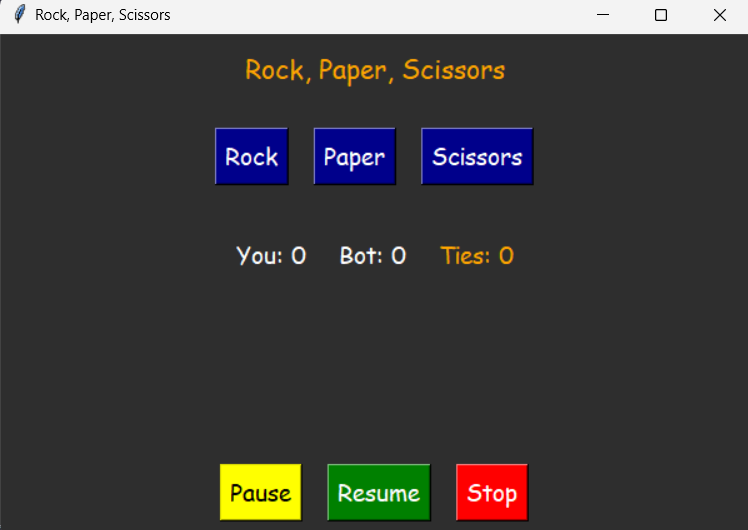 Rock, Paper, Scissors
Rock, Paper, Scissors
Rock Paper Scissors
You: 0 Bot: 0 Ties: 0
Pause Resume Stop